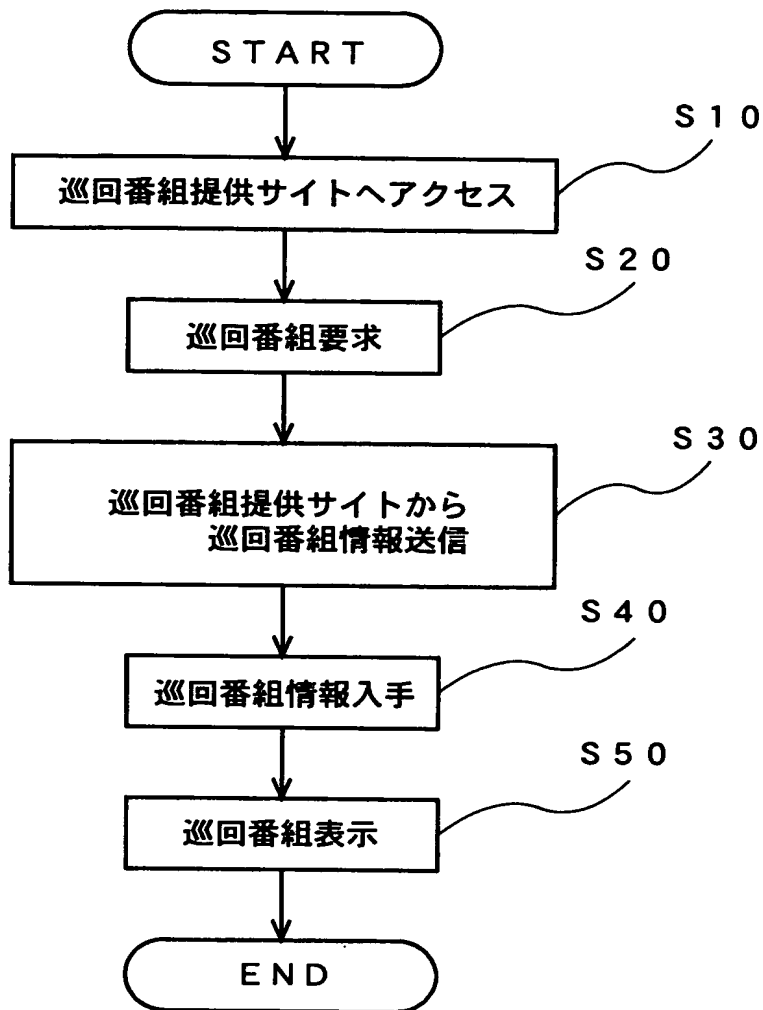 START
S10
巡回番組提供サイトへアクセス
S20
巡回番組要求
S30
巡回番組提供サイトから
巡回番組情報送信
S40
巡回番組情報入手
S50
巡回番組表示
END